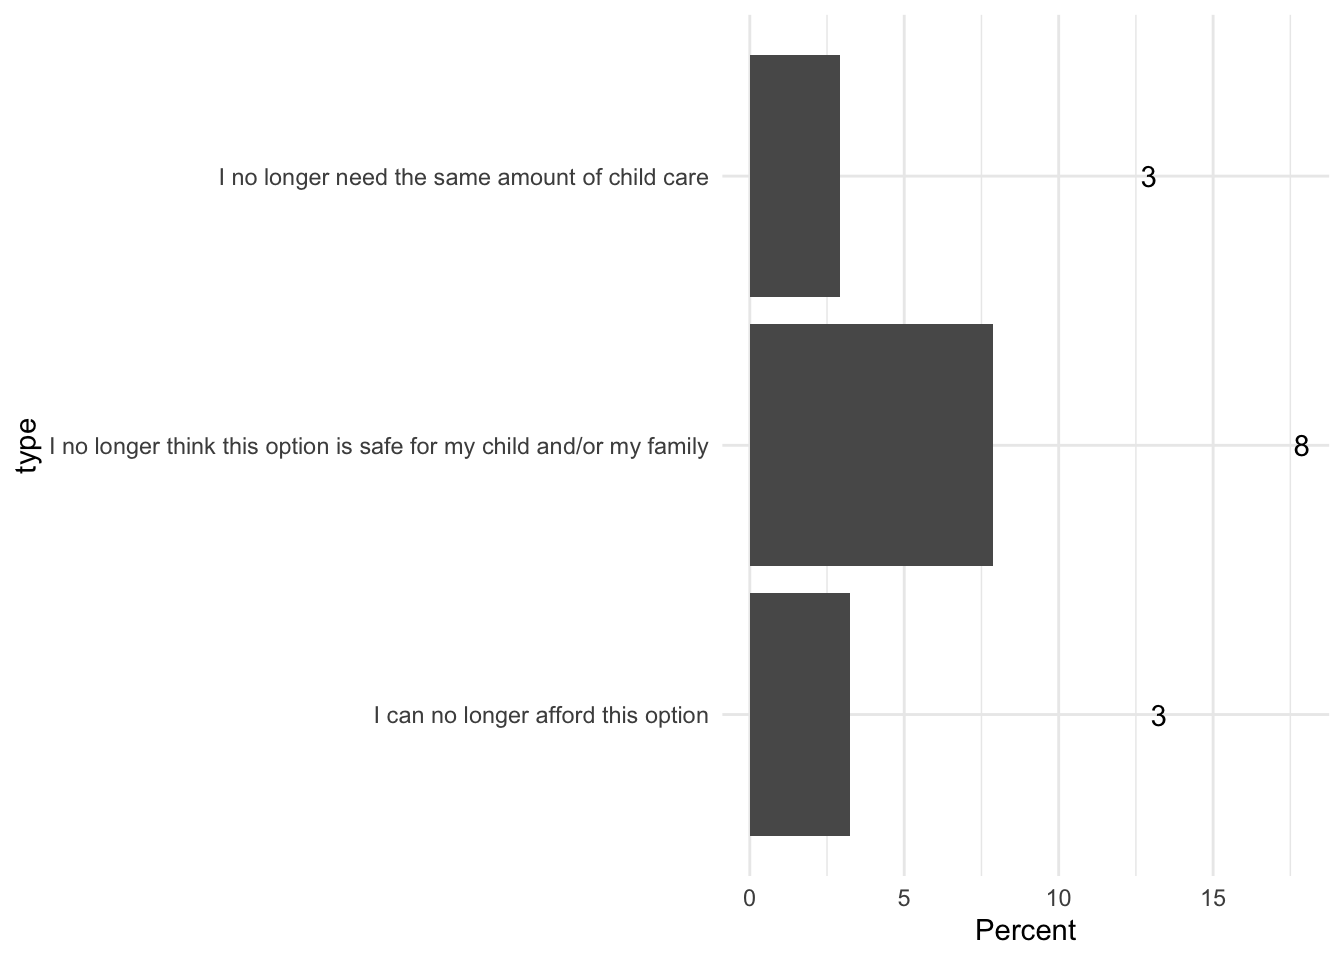 I no longer need the same amount of child care
3
type
I no longer think this option is safe for my child and/or my family
8
I can no longer afford this option
3
0
5
10
15
Percent